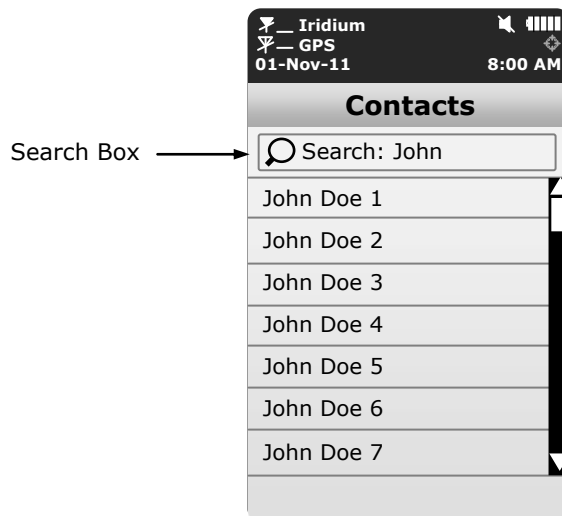 Iridium
GPS
01-Nov-11 8:00 AM
Contacts
Search Box
Search: John
John Doe 1
John Doe 2
John Doe 3
John Doe 4
John Doe 5
John Doe 6
John Doe 7